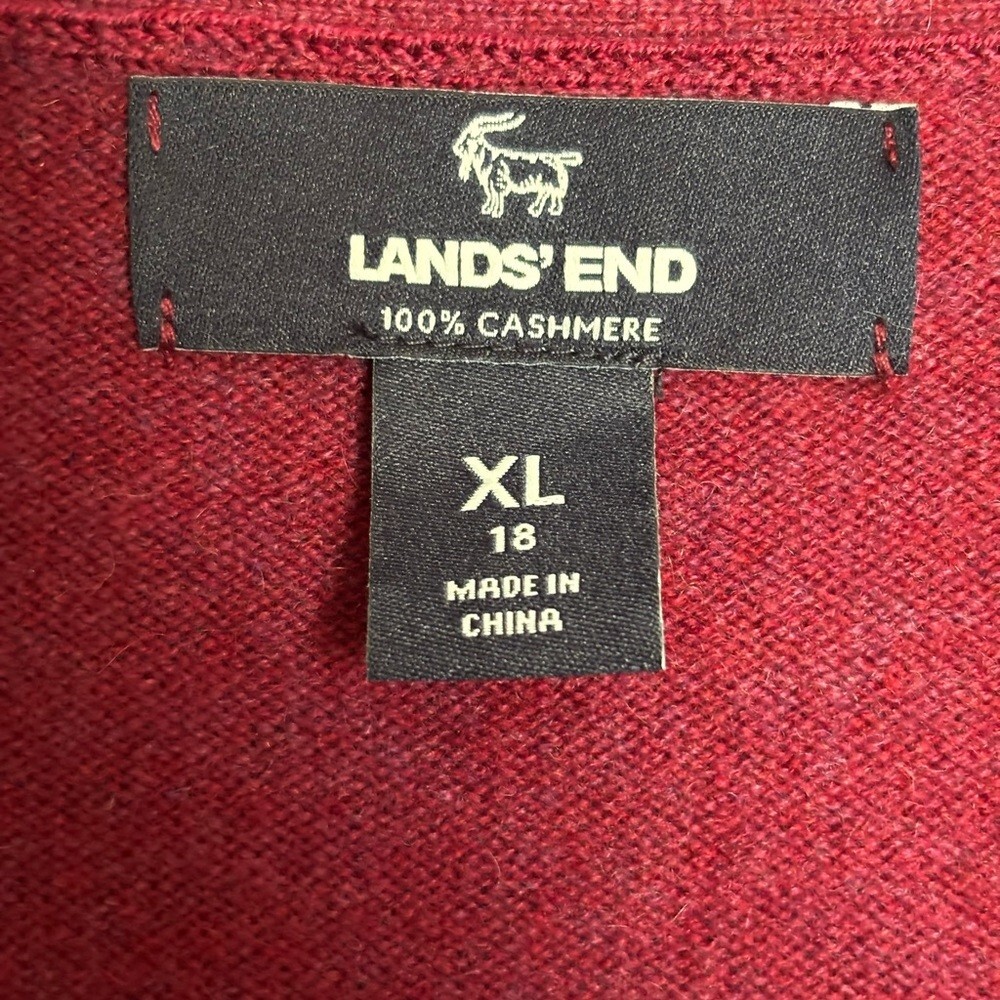 LANDS' END
100% CASHMERE
XL
18
MADE IN
CHINA